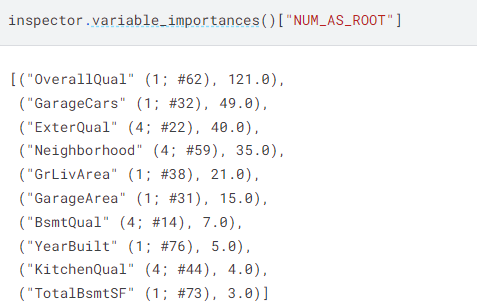 inspector.variable_importances()["NUM_AS_ROOT"]
[("OverallQual" (1; #62), 121.0),
("GarageCars" (1; #32), 49.0),
("ExterQual" (4; #22), 40.0),
("Neighborhood" (4; #59), 35.0),
("GrLivArea" (1; #38), 21.0),
("GarageArea" (1; #31), 15.0),
("BsmtQual" (4; #14), 7.0),
("YearBuilt" (1; #76), 5.0),
("KitchenQual" (4; #44), 4.0),
("TotalBsmtSF" (1; #73), 3.0)]